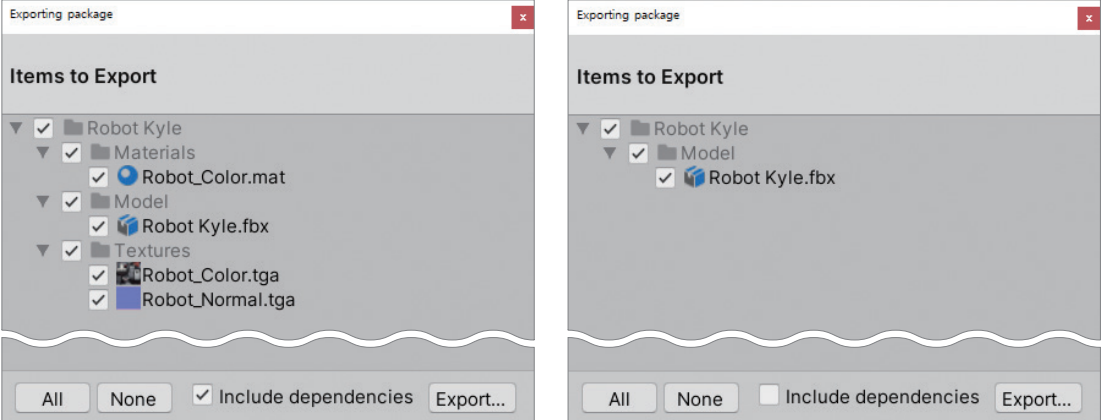 Exporting package
x
Items to Export
Robot Kyle
Materials
Robot_Color.mat
Model
Robot Kyle.fbx
Textures
Robot_Color.tga
Robot_Normal.tga
All None Include dependencies Export...
Exporting package
x
Items to Export
Robot Kyle
Model
Robot Kyle.fbx
All None Include dependencies Export...